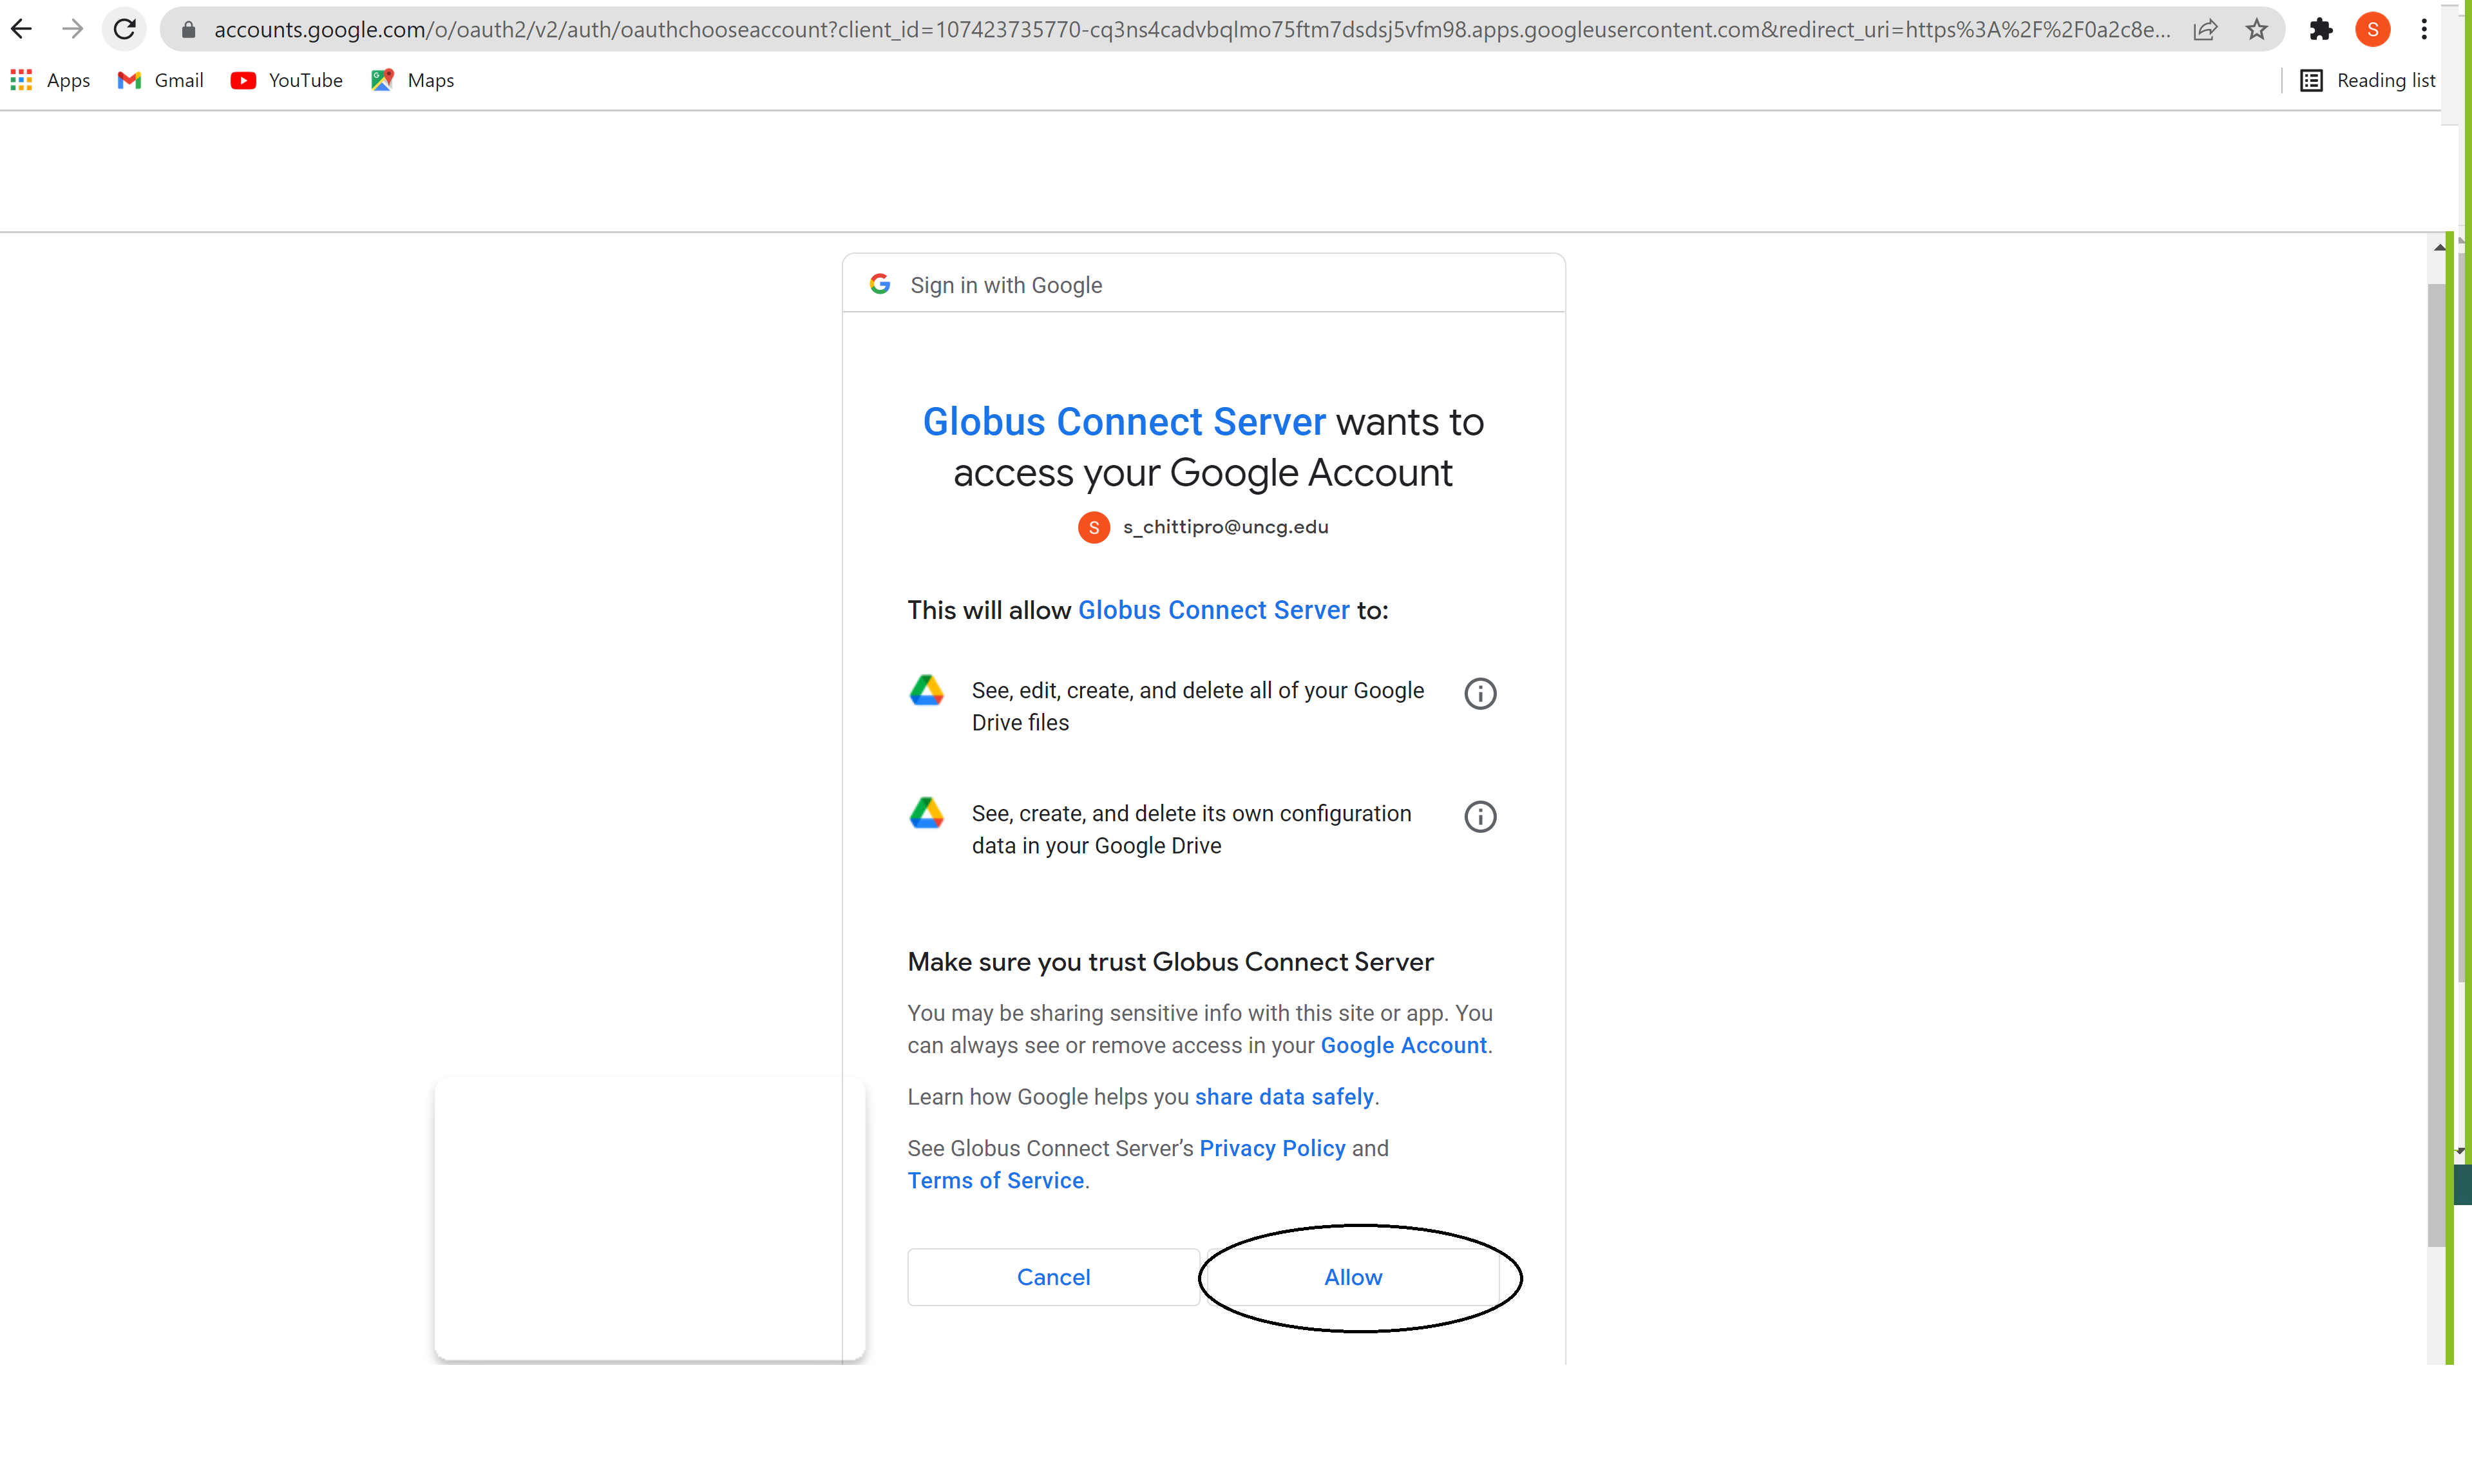 accounts.google.com/o/oauth2/v2/auth/oauthchooseaccount?client_id=107423735770-cq3ns4cadvbqlmo75ftm7dsdsj5vfm98.apps.googleusercontent.com&redirect_uri=https%3A%2F%2F0a2c8e... S
Apps Gmail YouTube Maps Reading list
Sign in with Google
Globus Connect Server wants to
access your Google Account
S s_chittipro@uncg.edu
This will allow Globus Connect Server to:
See, edit, create, and delete all of your Google
Drive files
See, create, and delete its own configuration
data in your Google Drive
Make sure you trust Globus Connect Server
You may be sharing sensitive info with this site or app. You
can always see or remove access in your Google Account.
Learn how Google helps you share data safely.
See Globus Connect Server’s Privacy Policy and
Terms of Service.
Cancel Allow